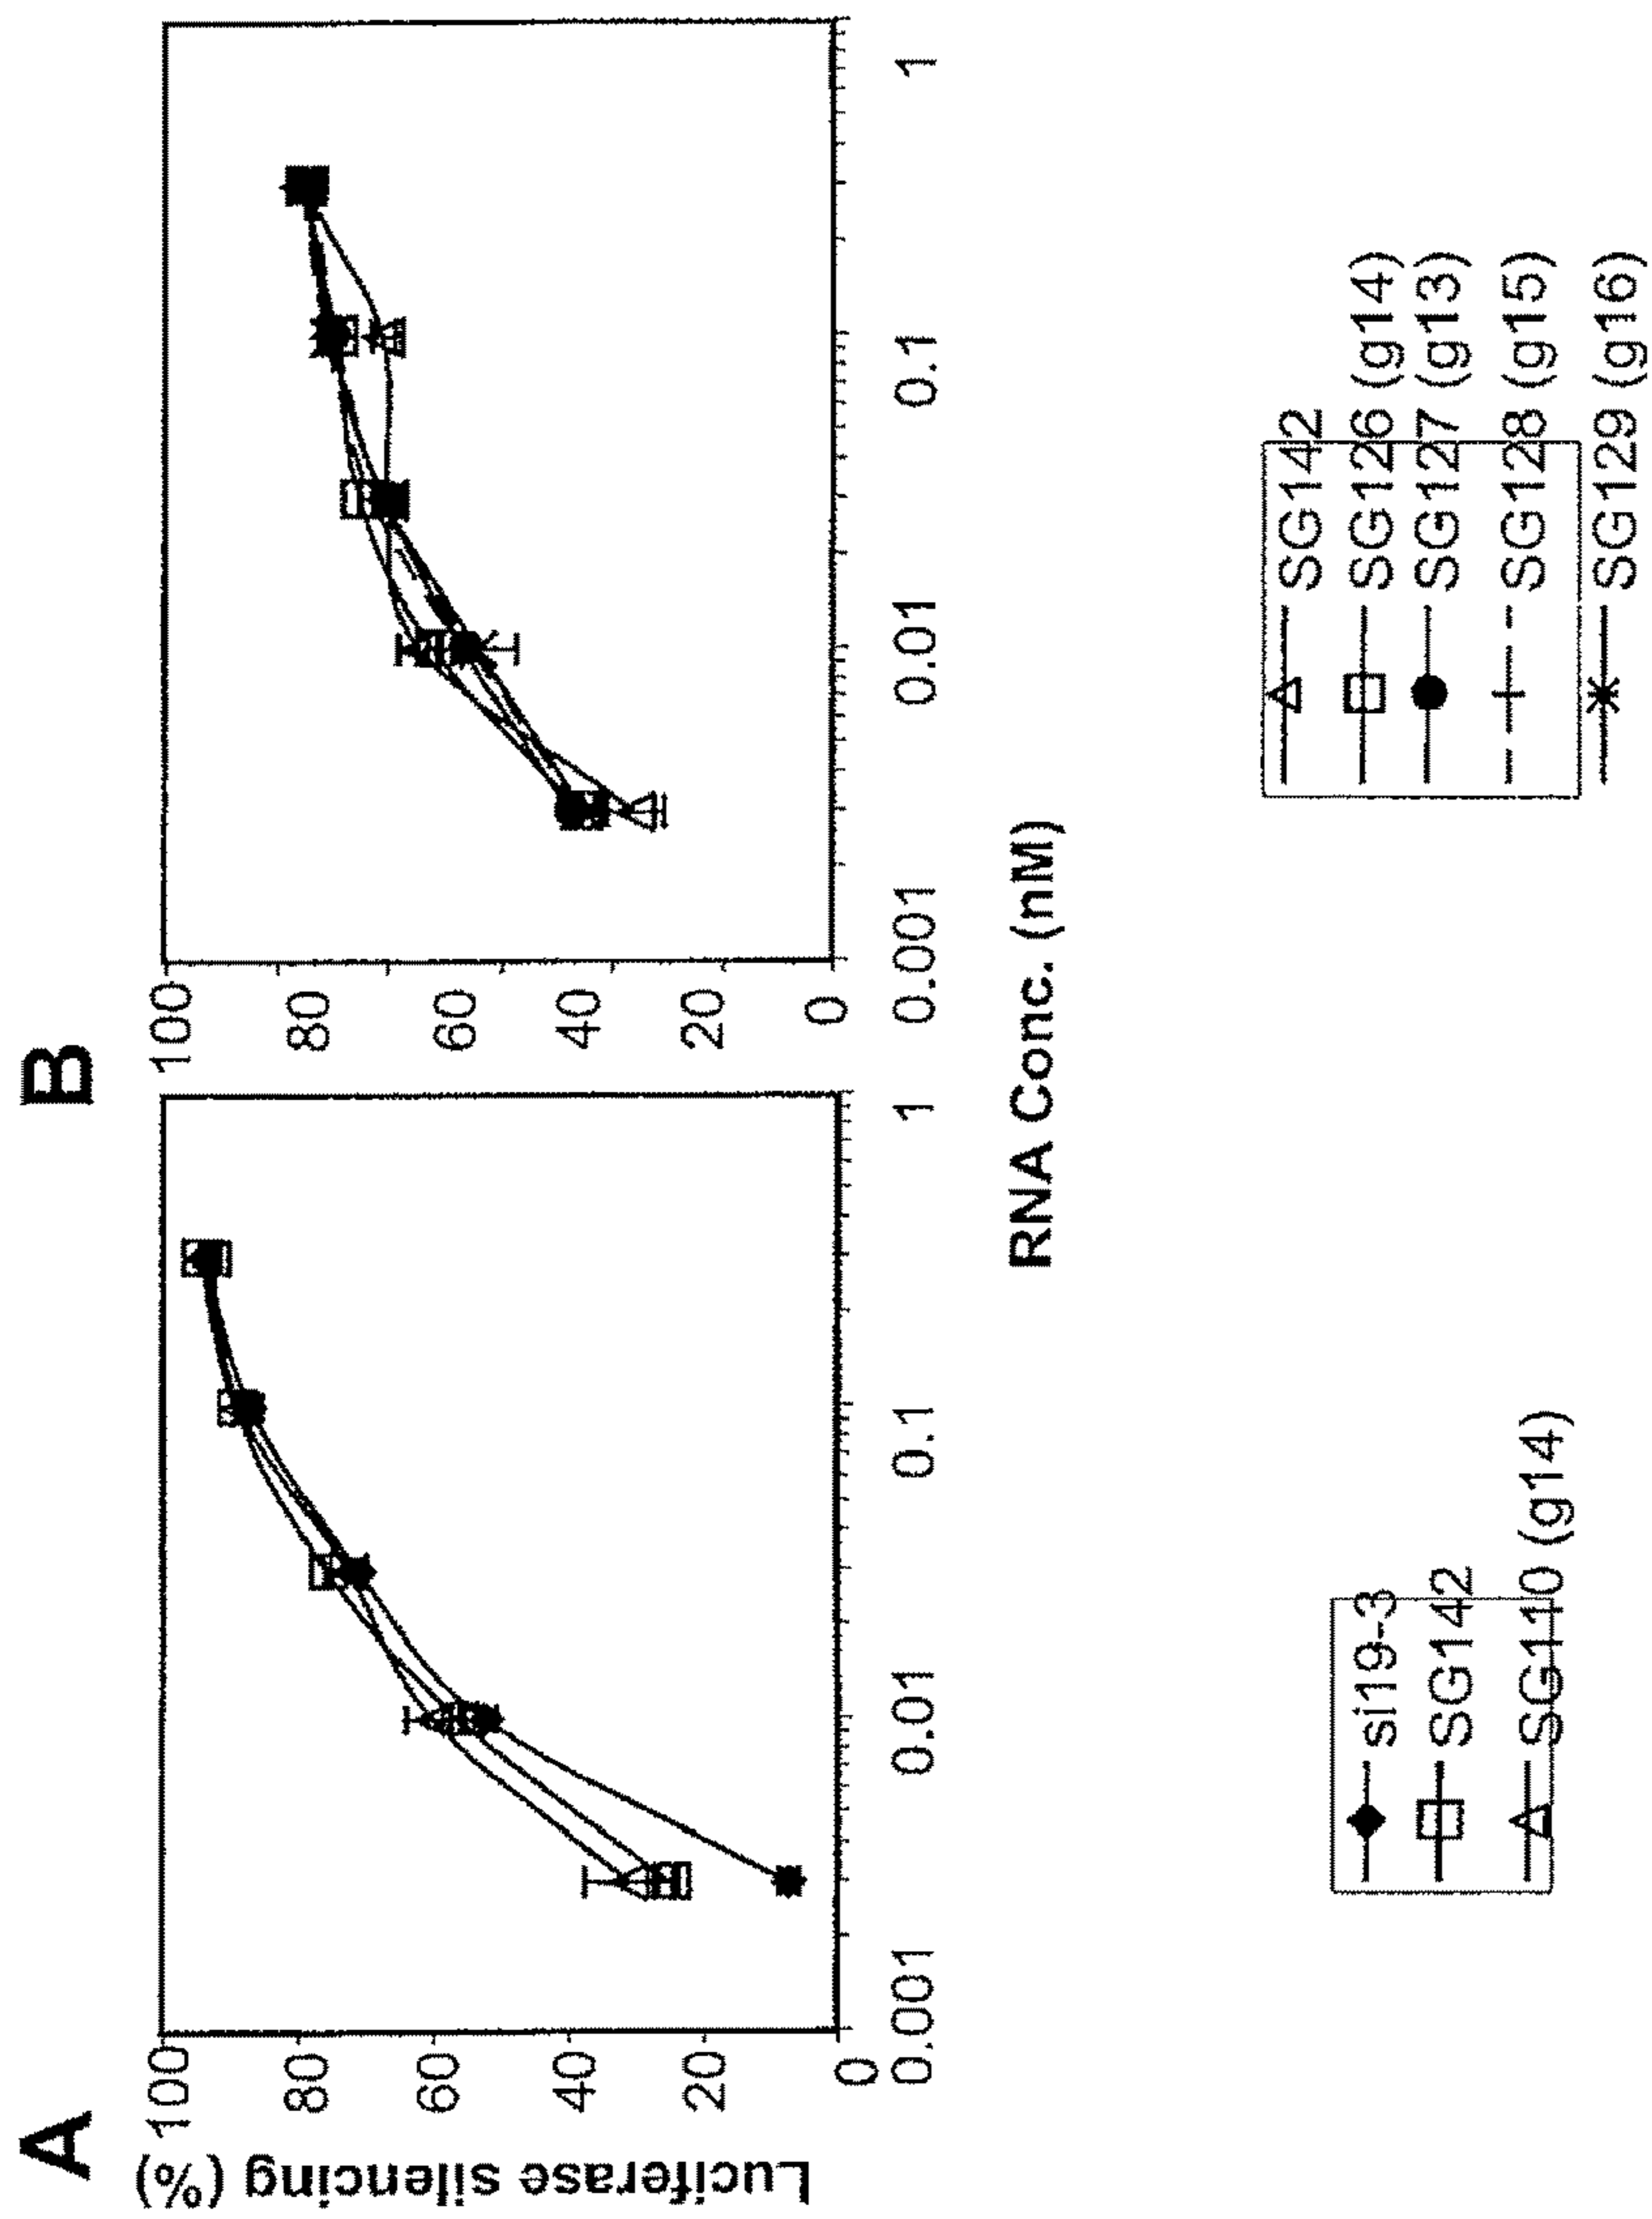 A
B
Luciferase silencing (%)
100
80
60
40
20
0
0.001
0.01
0.1
1
100
80
60
40
20
0
0.001
0.01
0.1
1
RNA Conc. (nM)
si19-3
SG142
SG110 (g14)
SG142
SG126 (g14)
SG127 (g13)
SG128 (g15)
SG129 (g16)